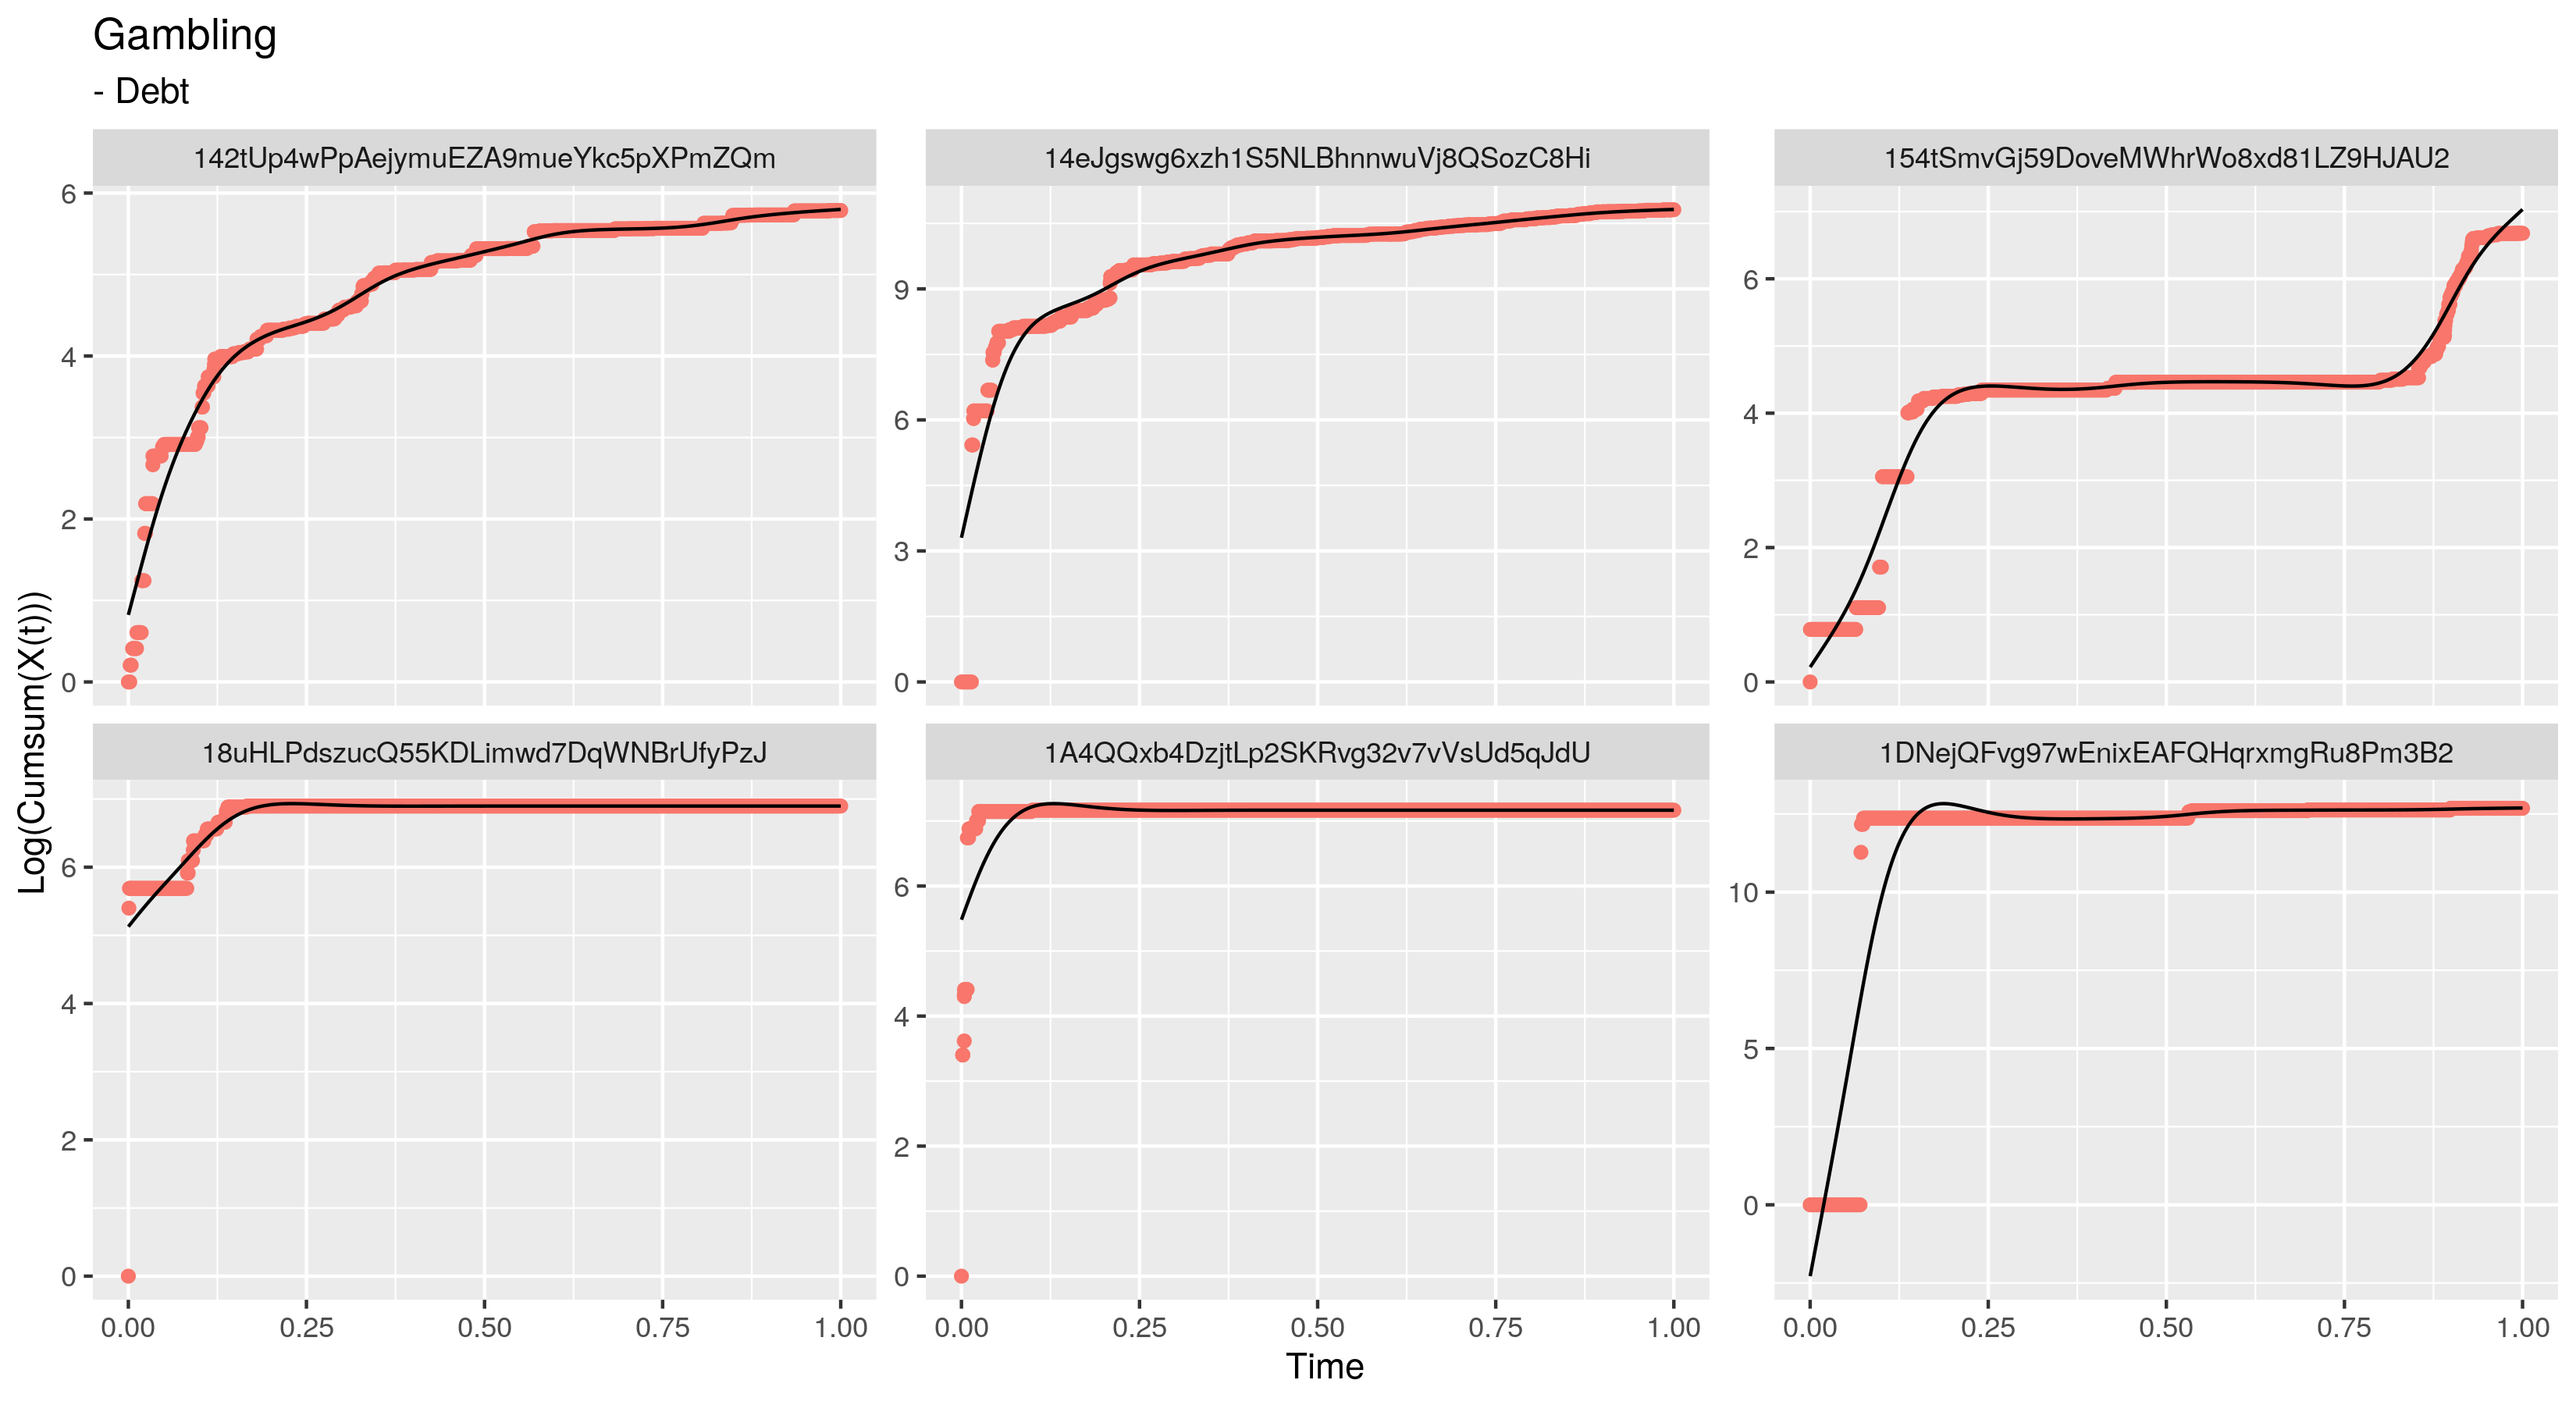 Gambling
- Debt
142tUp4wPpAejymuEZA9mueYkc5pXPmZQm
14eJgswg6xzh1S5NLBhnnwuVj8QSozC8Hi
154tSmvGj59DoveMWhrWo8xd81LZ9HJAU2
6
4
2
0
9
6
3
0
6
4
2
0
Log(Cumsum(X(t)))
18uHLPdszucQ55KDLimwd7DqWNBrUfyPzJ
1A4QQxb4DzjtLp2SKRvg32v7vVsUd5qJdU
1DNejQFvg97wEnixEAFQHqrxmgRu8Pm3B2
6
4
2
0
6
4
2
0
10
5
0
0.00 0.25 0.50 0.75 1.00
0.00 0.25 0.50 0.75 1.00
0.00 0.25 0.50 0.75 1.00
Time